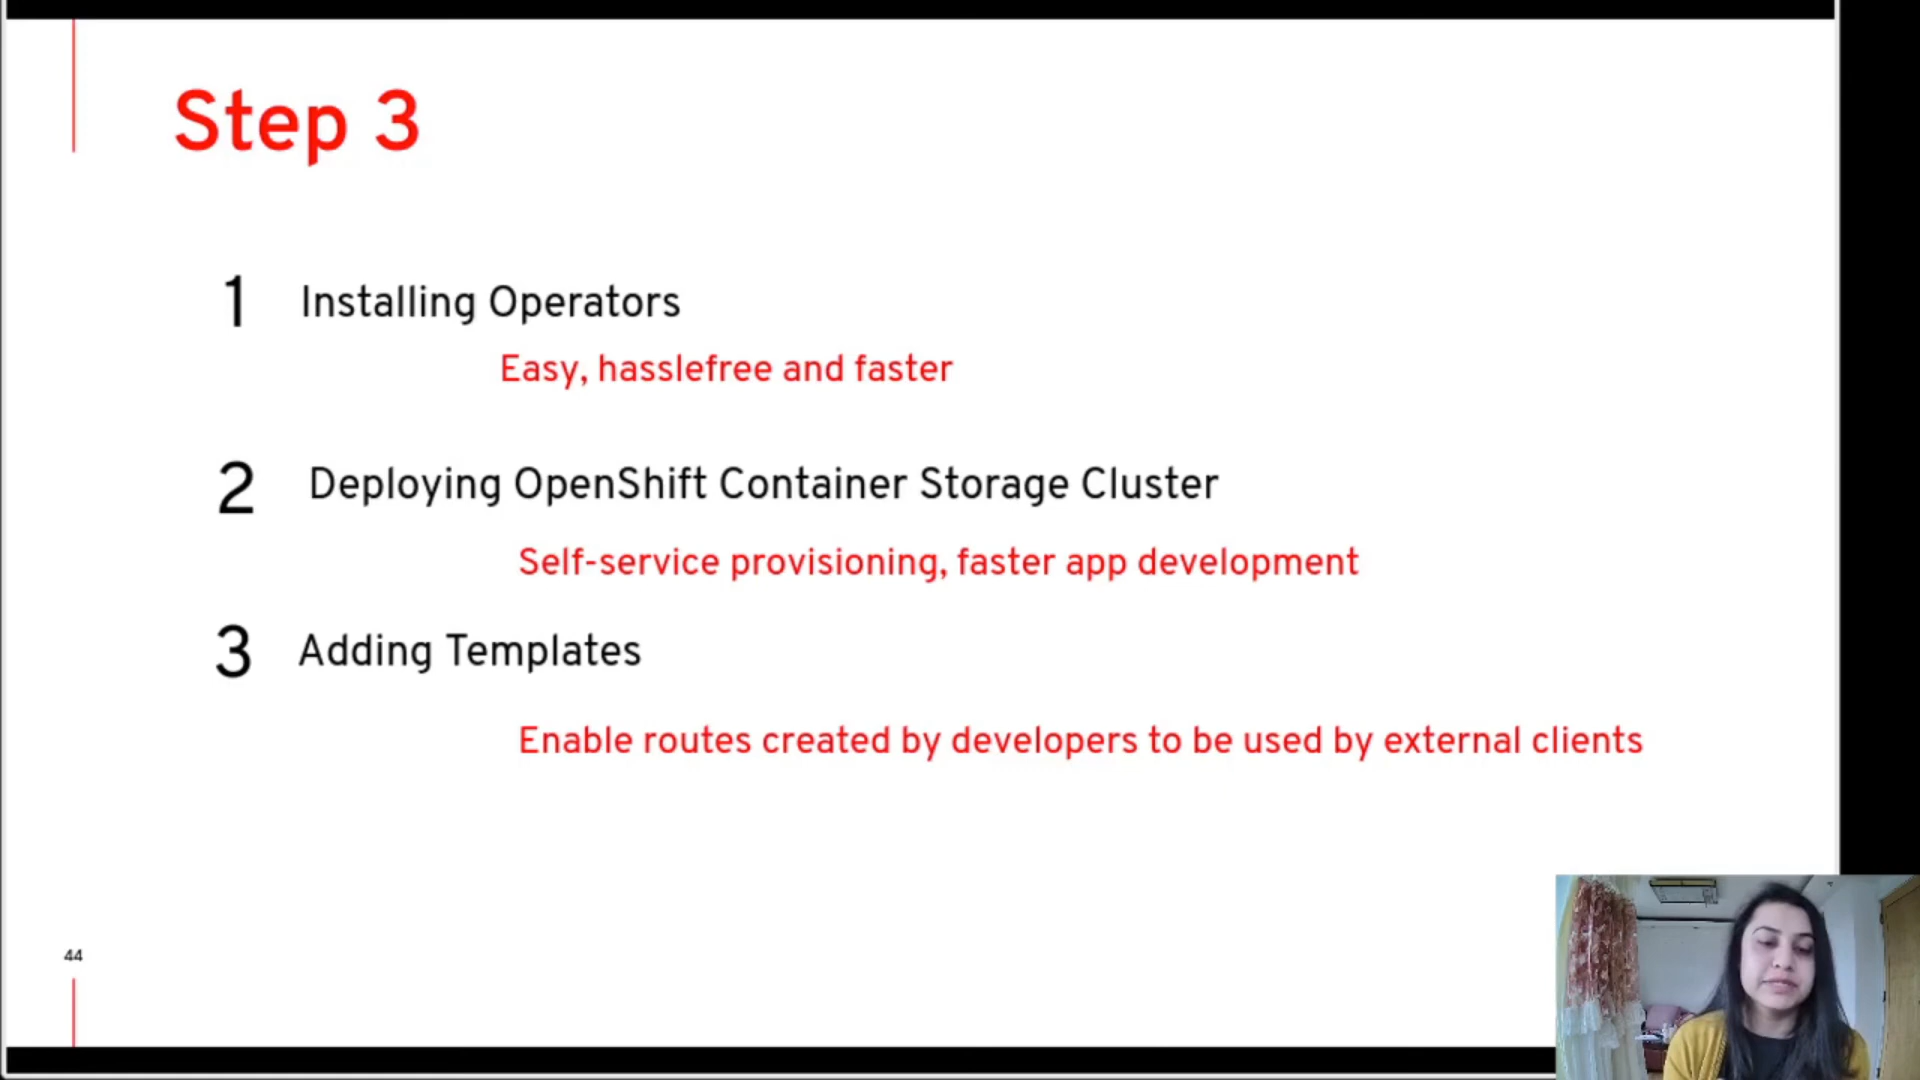 Step 3
1 Installing Operators
Easy, hasslefree and faster
2 Deploying OpenShift Container Storage Cluster
Self-service provisioning, faster app development
3 Adding Templates
Enable routes created by developers to be used by external clients
44